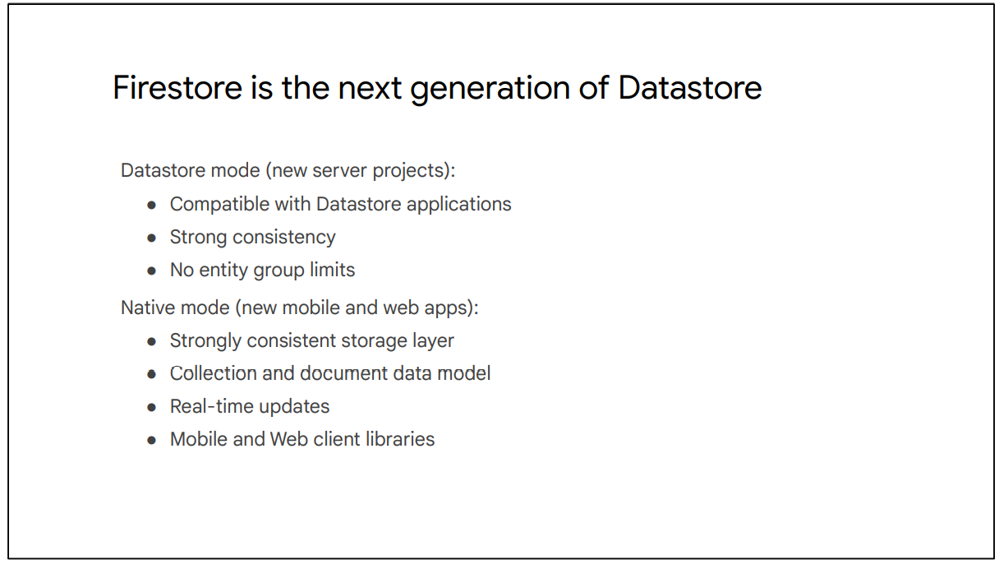 Firestore is the next generation of Datastore
Datastore mode (new server projects):
● Compatible with Datastore applications
● Strong consistency
● No entity group limits
Native mode (new mobile and web apps):
● Strongly consistent storage layer
● Collection and document data model
● Real-time updates
● Mobile and Web client libraries